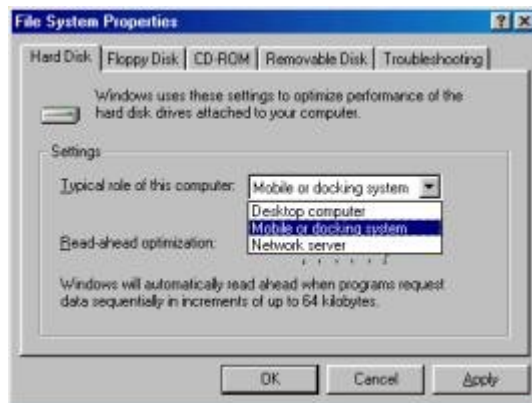 File System Properties
Hard Disk Floppy Disk CD-ROM Removable Disk Troubleshooting
Windows uses these settings to optimize performance of the
hard disk drives attached to your computer.
Settings
Typical role of this computer: Mobile or docking system
Desktop computer
Mobile or docking system
Network server
Read-ahead optimization:
Windows will automatically read ahead when programs request
data sequentially in increments of up to 64 kilobytes.
OK Cancel Apply